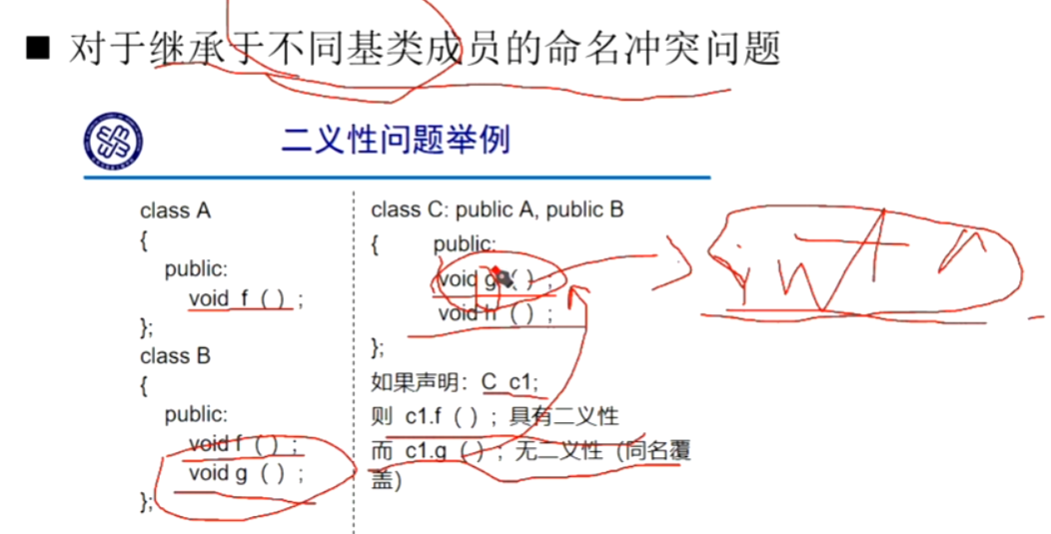 ■ 对于继承于不同基类成员的命名冲突问题
二义性问题举例
class A
{
public:
void f ( ) ;
};
class B
{
public:
void f ( ) ;
void g ( ) ;
};
class C: public A, public B
{ public:
void g ( ) ;
void h ( ) ;
};
如果声明：C c1;
则 c1.f ( ) ; 具有二义性
而 c1.g ( ) ; 无二义性 (同名覆
盖)